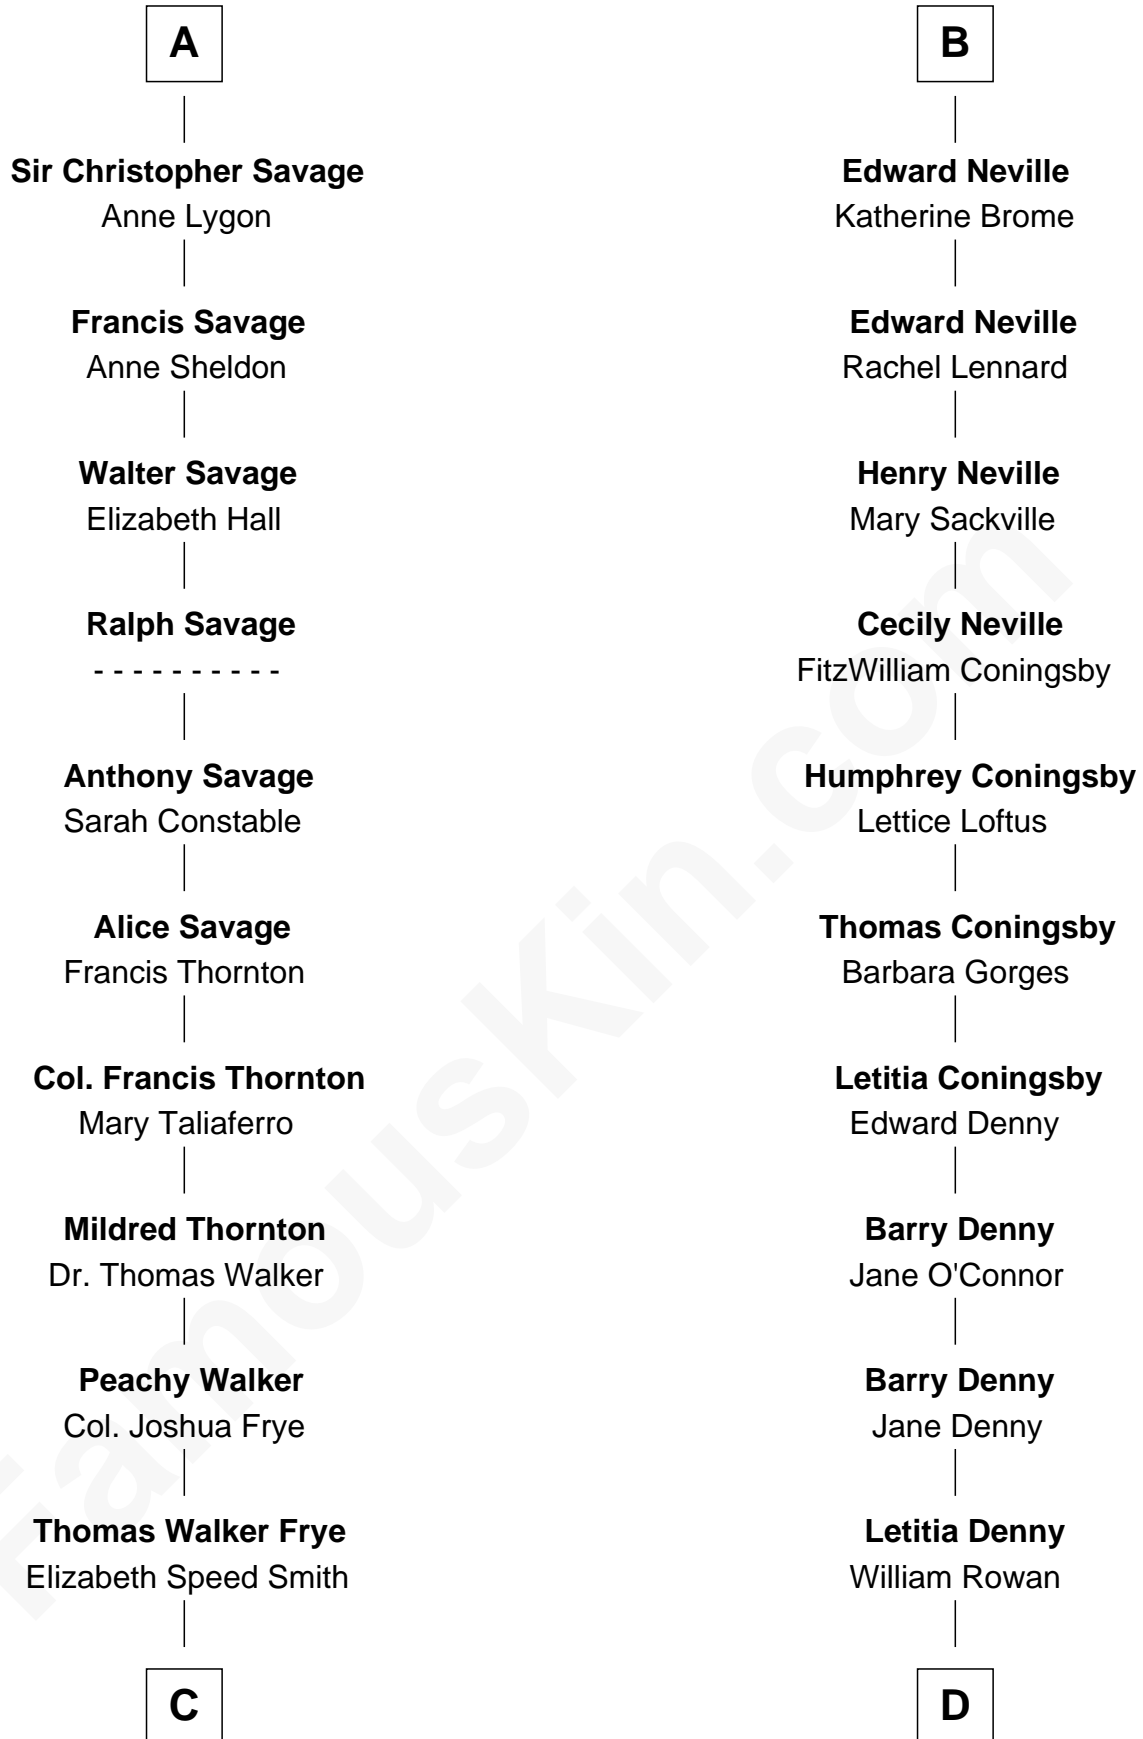 A
Sir Christopher Savage
Anne Lygon
Francis Savage
Anne Sheldon
Walter Savage
Elizabeth Hall
Ralph Savage
- - - - - - - - - -
Anthony Savage
Sarah Constable
Alice Savage
Francis Thornton
Col. Francis Thornton
Mary Taliaferro
Mildred Thornton
Dr. Thomas Walker
Peachy Walker
Col. Joshua Frye
Thomas Walker Frye
Elizabeth Speed Smith
C
B
Edward Neville
Katherine Brome
Edward Neville
Rachel Lennard
Henry Neville
Mary Sackville
Cecily Neville
FitzWilliam Coningsby
Humphrey Coningsby
Lettice Loftus
Thomas Coningsby
Barbara Gorges
Letitia Coningsby
Edward Denny
Barry Denny
Jane O'Connor
Barry Denny
Jane Denny
Letitia Denny
William Rowan
D
FamousKin.com